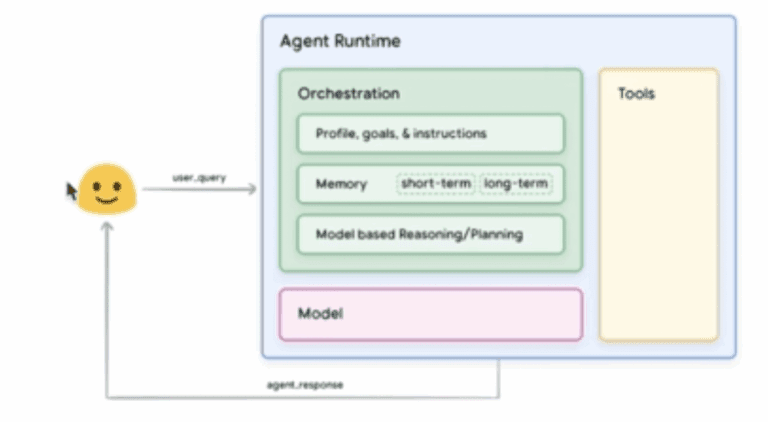 Agent Runtime
Orchestration
Tools
Profile, goals, & instructions
user_query
Memory short-term long-term
Model based Reasoning/Planning
Model
agent_response